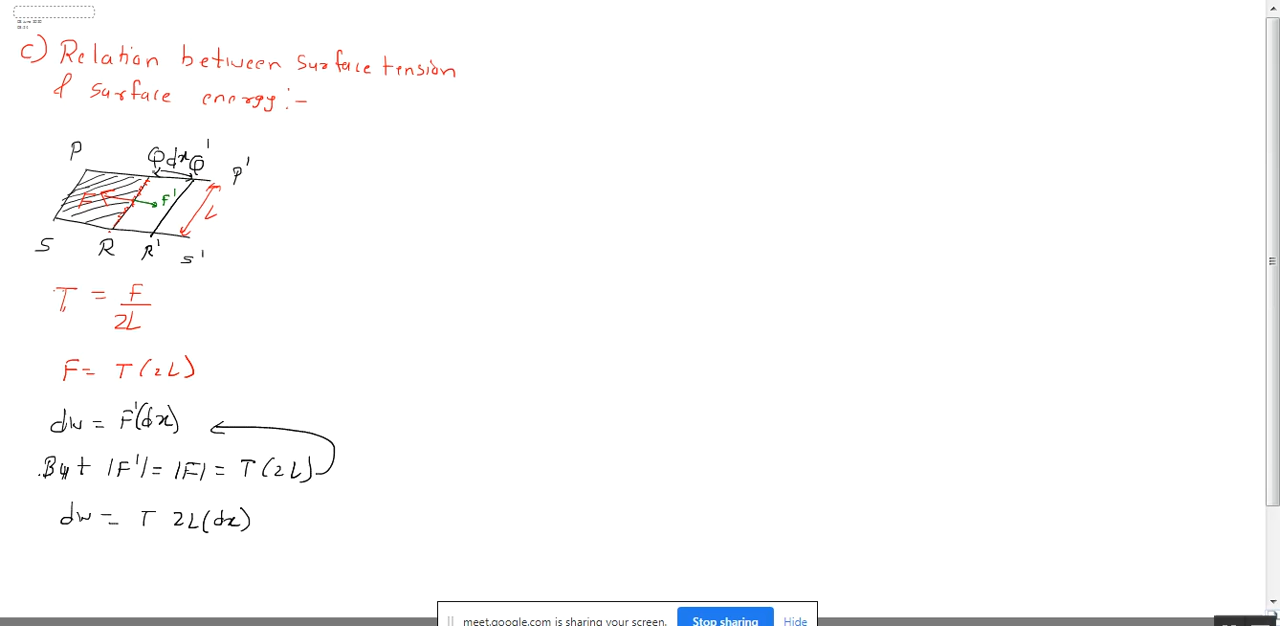 c) Relation between surface tension
& surface energy :-
P Q dx Q' P'
F F' L
S R R' S'
T = F/2L
F = T(2L)
dw = F'(dx)
But |F'| = |F| = T(2L)
dw = T 2L(dx)
meet.google.com is sharing your screen. Stop sharing Hide